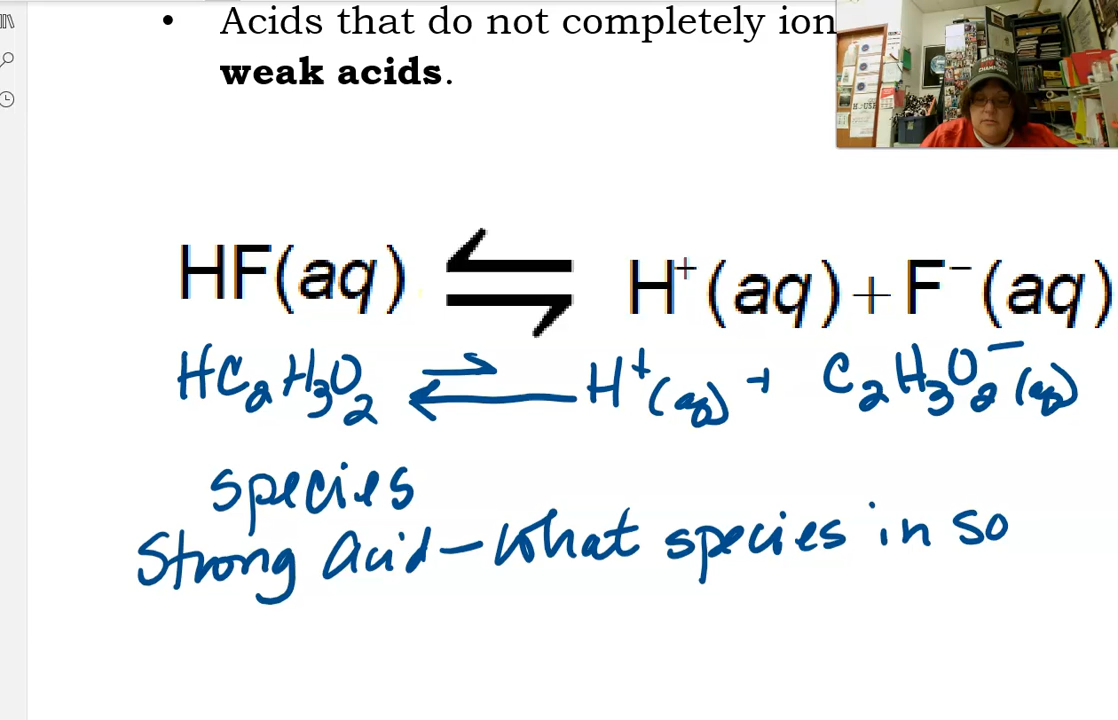 • Acids that do not completely ion
weak acids.
HF(aq) ⇌ H⁺(aq) + F⁻(aq)
HC₂H₃O₂ ⇌ H⁺(aq) + C₂H₃O₂⁻(aq)
species
Strong Acid – What species in so